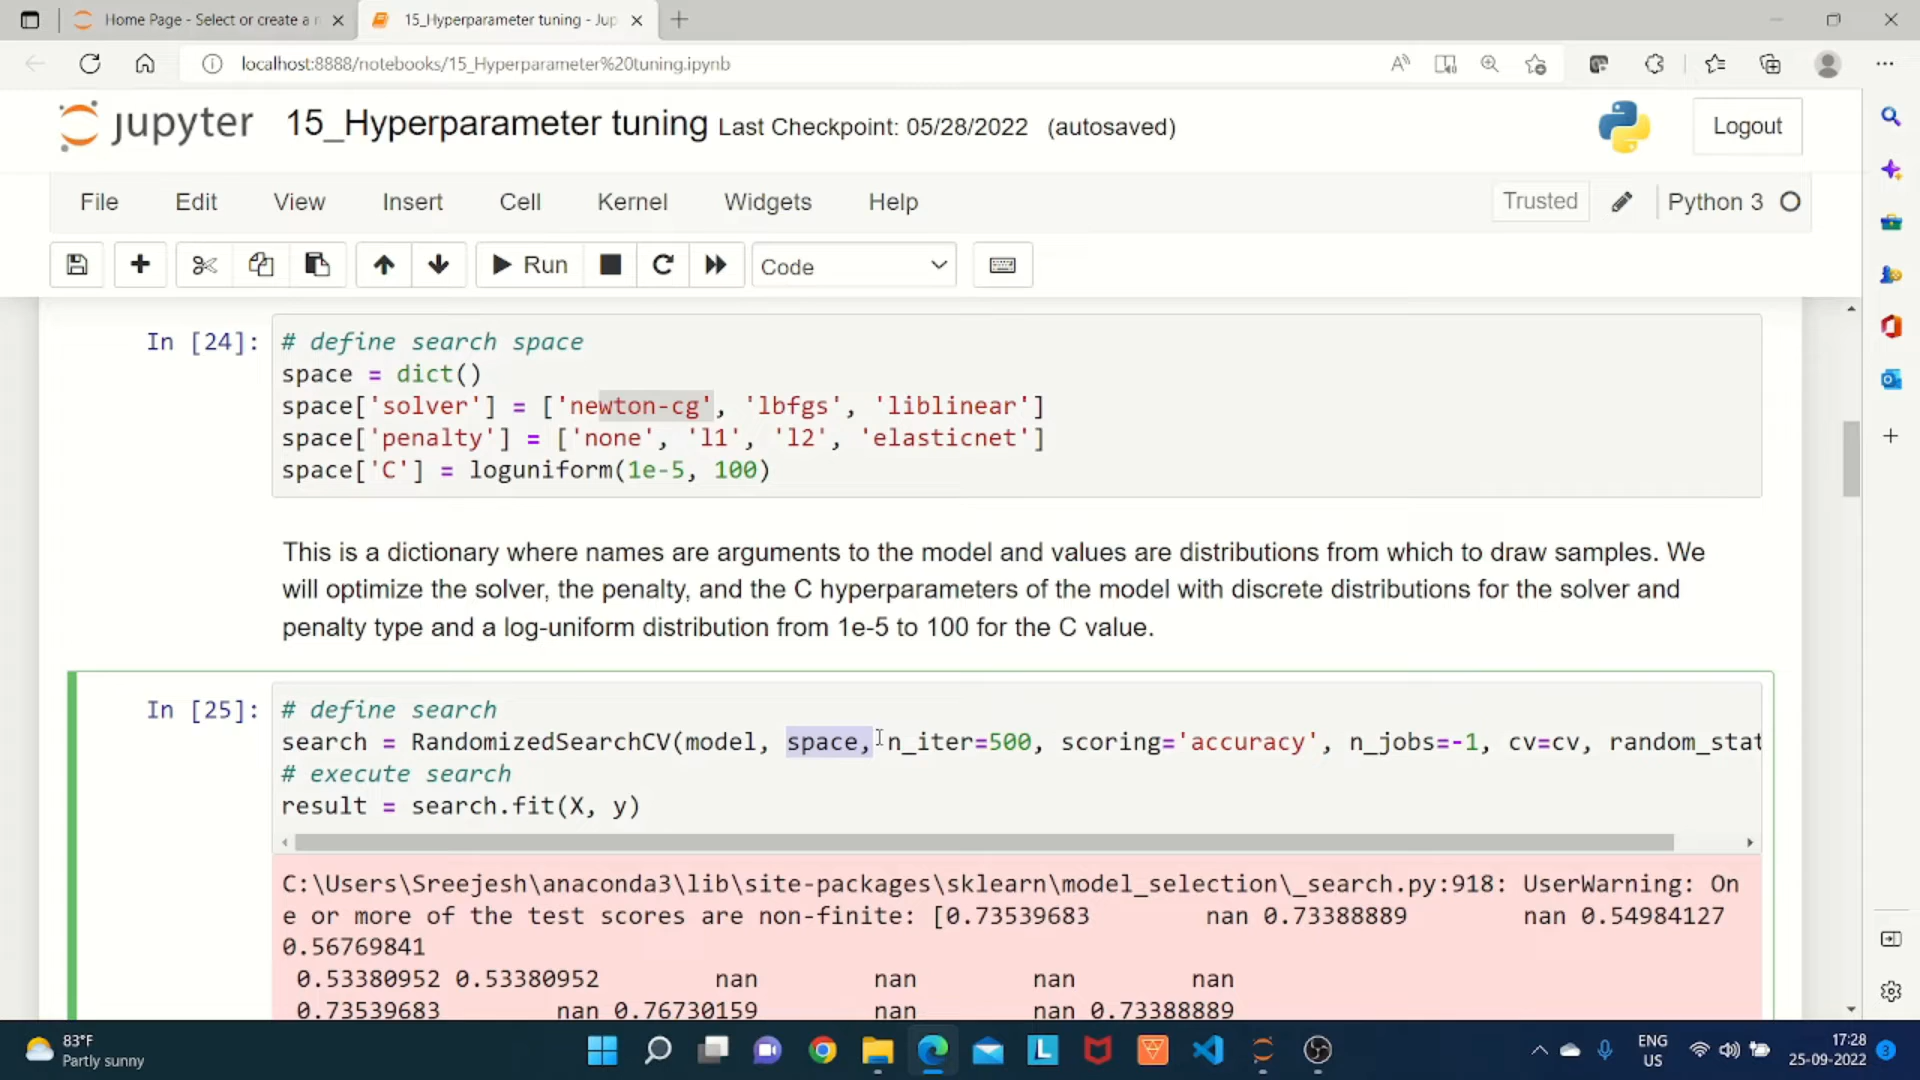 Home Page - Select or create a n
15_Hyperparameter tuning - Jup
localhost:8888/notebooks/15_Hyperparameter%20tuning.ipynb
jupyter 15_Hyperparameter tuning Last Checkpoint: 05/28/2022 (autosaved)
Logout
File Edit View Insert Cell Kernel Widgets Help
Trusted Python 3
Run Code
In [24]: # define search space
space = dict()
space['solver'] = ['newton-cg', 'lbfgs', 'liblinear']
space['penalty'] = ['none', 'l1', 'l2', 'elasticnet']
space['C'] = loguniform(1e-5, 100)
This is a dictionary where names are arguments to the model and values are distributions from which to draw samples. We
will optimize the solver, the penalty, and the C hyperparameters of the model with discrete distributions for the solver and
penalty type and a log-uniform distribution from 1e-5 to 100 for the C value.
In [25]: # define search
search = RandomizedSearchCV(model, space, n_iter=500, scoring='accuracy', n_jobs=-1, cv=cv, random_stat
# execute search
result = search.fit(X, y)
C:\Users\Sreejesh\anaconda3\lib\site-packages\sklearn\model_selection\_search.py:918: UserWarning: On
e or more of the test scores are non-finite: [0.73539683 nan 0.73388889 nan 0.54984127
0.56769841
0.53380952 0.53380952 nan nan nan nan
0.73539683 nan 0.76730159 nan nan 0.73388889
83°F
Partly sunny
ENG
US
17:28
25-09-2022
3